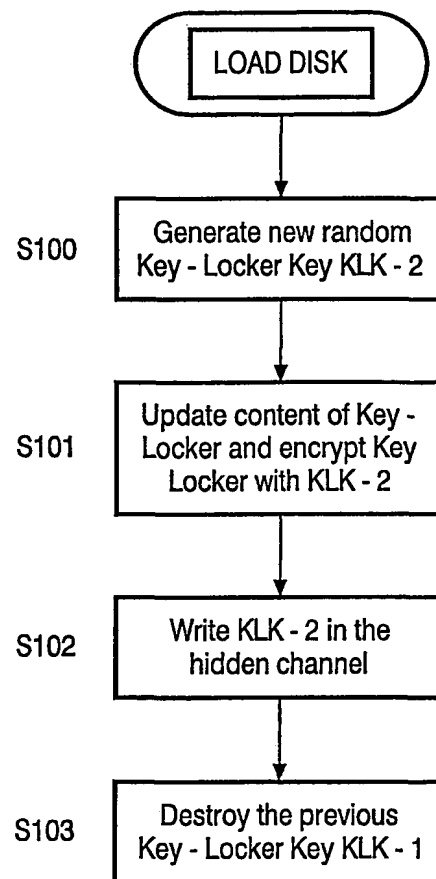 LOAD DISK
S100
Generate new random
Key - Locker Key KLK - 2
S101
Update content of Key -
Locker and encrypt Key
Locker with KLK - 2
S102
Write KLK - 2 in the
hidden channel
S103
Destroy the previous
Key - Locker Key KLK - 1